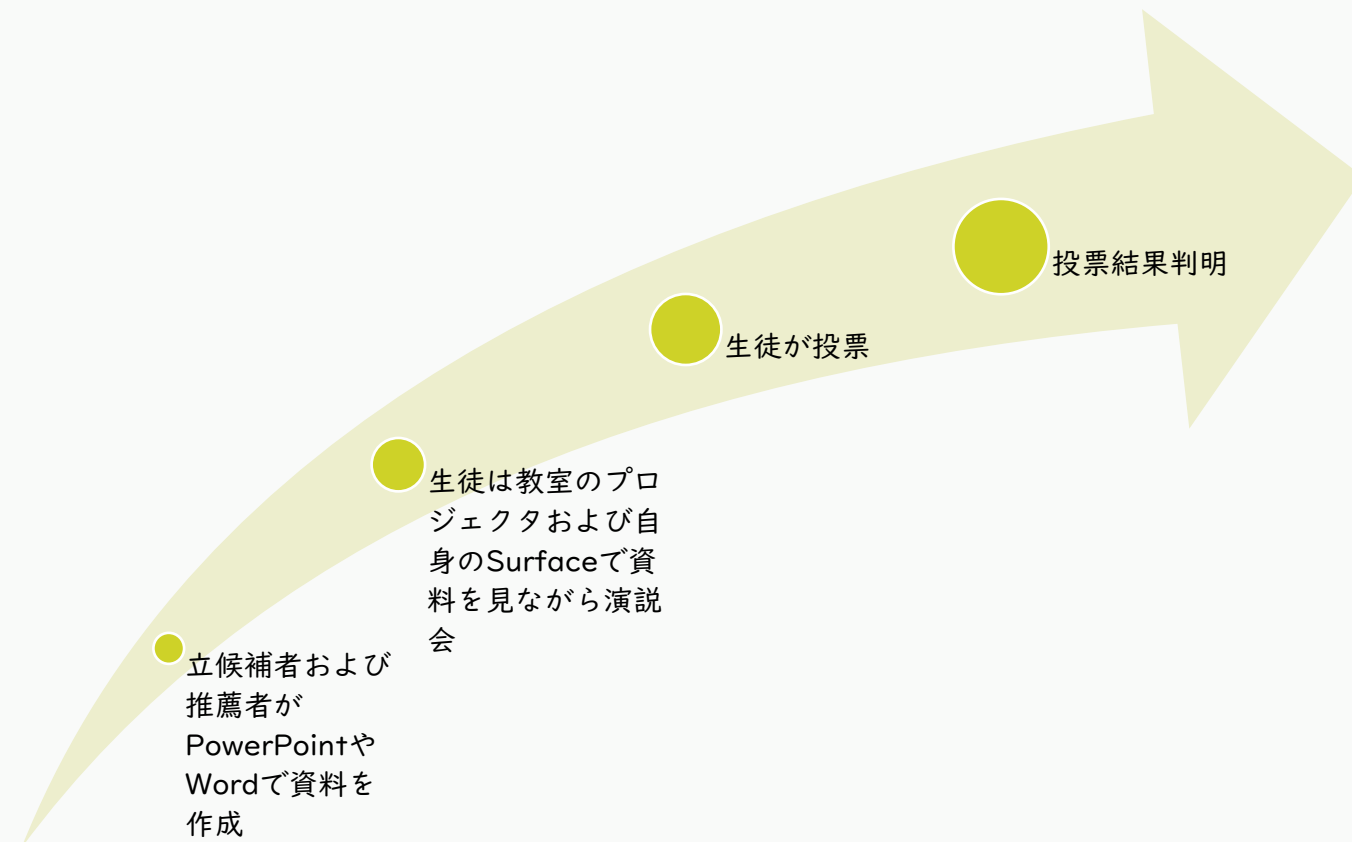 立候補者および
推薦者が
PowerPointや
Wordで資料を
作成
生徒は教室のプロ
ジェクタおよび自
身のSurfaceで資
料を見ながら演説
会
生徒が投票
投票結果判明